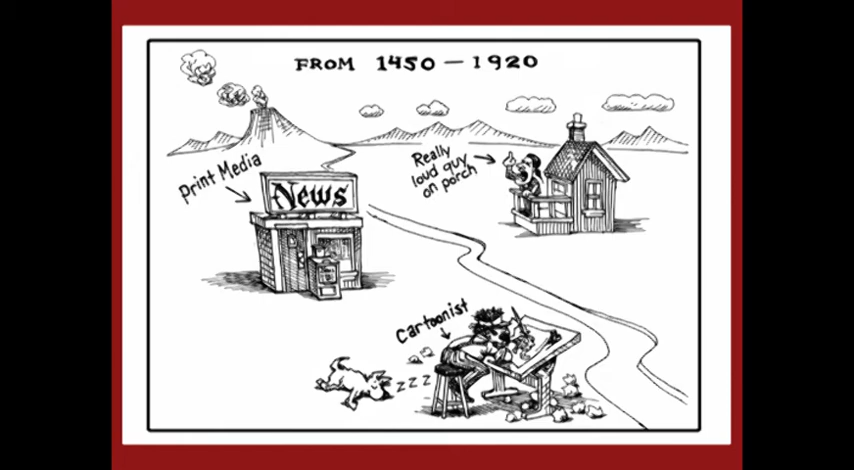 FROM 1450 - 1920
Print Media
News
Really
loud guy
on porch
Cartoonist
zzz